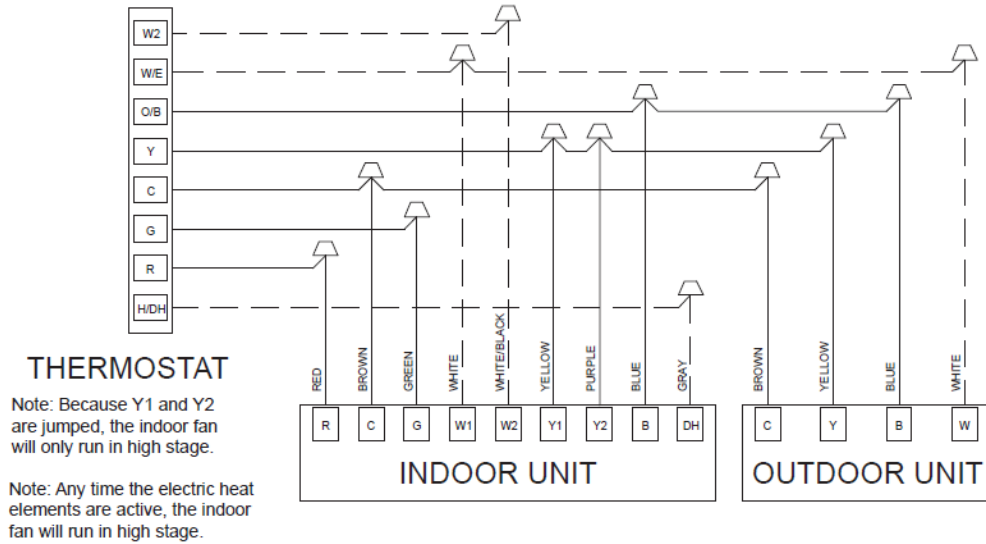 W2
W/E
O/B
Y
C
G
R
H/DH
THERMOSTAT
Note: Because Y1 and Y2
are jumped, the indoor fan
will only run in high stage.
Note: Any time the electric heat
elements are active, the indoor
fan will run in high stage.
RED
BROWN
GREEN
WHITE
WHITE/BLACK
YELLOW
PURPLE
BLUE
GRAY
R C G W1 W2 Y1 Y2 B DH
INDOOR UNIT
BROWN
YELLOW
BLUE
WHITE
C Y B W
OUTDOOR UNIT